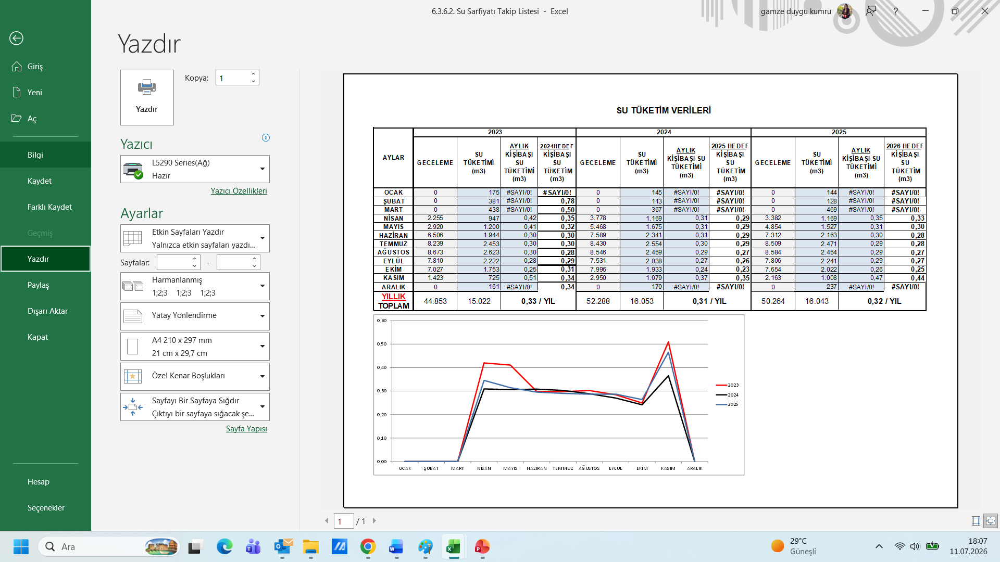 6.3.6.2. Su Sarfiyatı Takip Listesi - Excel
gamze duygu kumru
?
Giriş
Yeni
Aç
Bilgi
Kaydet
Farklı Kaydet
Geçmiş
Yazdır
Paylaş
Dışarı Aktar
Kapat
Hesap
Seçenekler
Yazdır
Yazdır
Kopya: 1
Yazıcı
L5290 Series(Ağ)
Hazır
Yazıcı Özellikleri
Ayarlar
Etkin Sayfaları Yazdır
Yalnızca etkin sayfaları yazdı...
Sayfalar: -
Harmanlanmış
1;2;3 1;2;3 1;2;3
Yatay Yönlendirme
A4 210 x 297 mm
21 cm x 29,7 cm
Özel Kenar Boşlukları
Sayfayı Bir Sayfaya Sığdır
Çıktıyı bir sayfaya sığacak şe...
Sayfa Yapısı
SU TÜKETİM VERİLERİ
AYLAR 2023 2024 2025
GECELEME SU TÜKETİMİ (m3) AYLIK KİŞİBAŞI SU TÜKETİMİ (m3) 2024HEDEF KİŞİBAŞI SU TÜKETİM (m3) GECELEME SU TÜKETİMİ (m3) AYLIK KİŞİBAŞI SU TÜKETİMİ (m3) 2025 HEDEF KİŞİBAŞI SU TÜKETİM (m3) GECELEME SU TÜKETİMİ (m3) AYLIK KİŞİBAŞI SU TÜKETİMİ (m3) 2026 HEDEF KİŞİBAŞI SU TÜKETİM (m3)
OCAK 0 175 #SAYI/0! #SAYI/0! 0 145 #SAYI/0! #SAYI/0! 0 144 #SAYI/0! #SAYI/0!
ŞUBAT 0 381 #SAYI/0! 0,78 0 113 #SAYI/0! #SAYI/0! 0 128 #SAYI/0! #SAYI/0!
MART 0 438 #SAYI/0! 0,50 0 367 #SAYI/0! #SAYI/0! 0 469 #SAYI/0! #SAYI/0!
NİSAN 2.255 947 0,42 0,35 3.778 1.169 0,31 0,29 3.382 1.169 0,35 0,33
MAYIS 2.920 1.200 0,41 0,32 5.468 1.675 0,31 0,29 4.854 1.527 0,31 0,30
HAZİRAN 6.506 1.944 0,30 0,30 7.589 2.341 0,31 0,29 7.312 2.163 0,30 0,28
TEMMUZ 8.239 2.453 0,30 0,30 8.430 2.554 0,30 0,29 8.509 2.471 0,29 0,28
AĞUSTOS 8.673 2.623 0,30 0,28 8.546 2.469 0,29 0,27 8.584 2.464 0,29 0,27
EYLÜL 7.810 2.222 0,28 0,29 7.531 2.038 0,27 0,26 7.806 2.241 0,29 0,27
EKİM 7.027 1.753 0,25 0,31 7.996 1.933 0,24 0,23 7.654 2.022 0,26 0,25
KASIM 1.423 725 0,51 0,34 2.950 1.079 0,37 0,35 2.163 1.008 0,47 0,44
ARALIK 0 161 #SAYI/0! 0,34 0 170 #SAYI/0! #SAYI/0! 0 237 #SAYI/0! #SAYI/0!
YILLIK TOPLAM 44.853 15.022 0,33 / YIL 52.288 16.053 0,31 / YIL 50.264 16.043 0,32 / YIL
0,60
0,50
0,40
0,30
0,20
0,10
0,00
OCAK ŞUBAT MART NİSAN MAYIS HAZİRAN TEMMUZ AĞUSTOS EYLÜL EKİM KASIM ARALIK
2023
2024
2025
1 / 1
Ara
29°C
Güneşli
18:07
11.07.2026